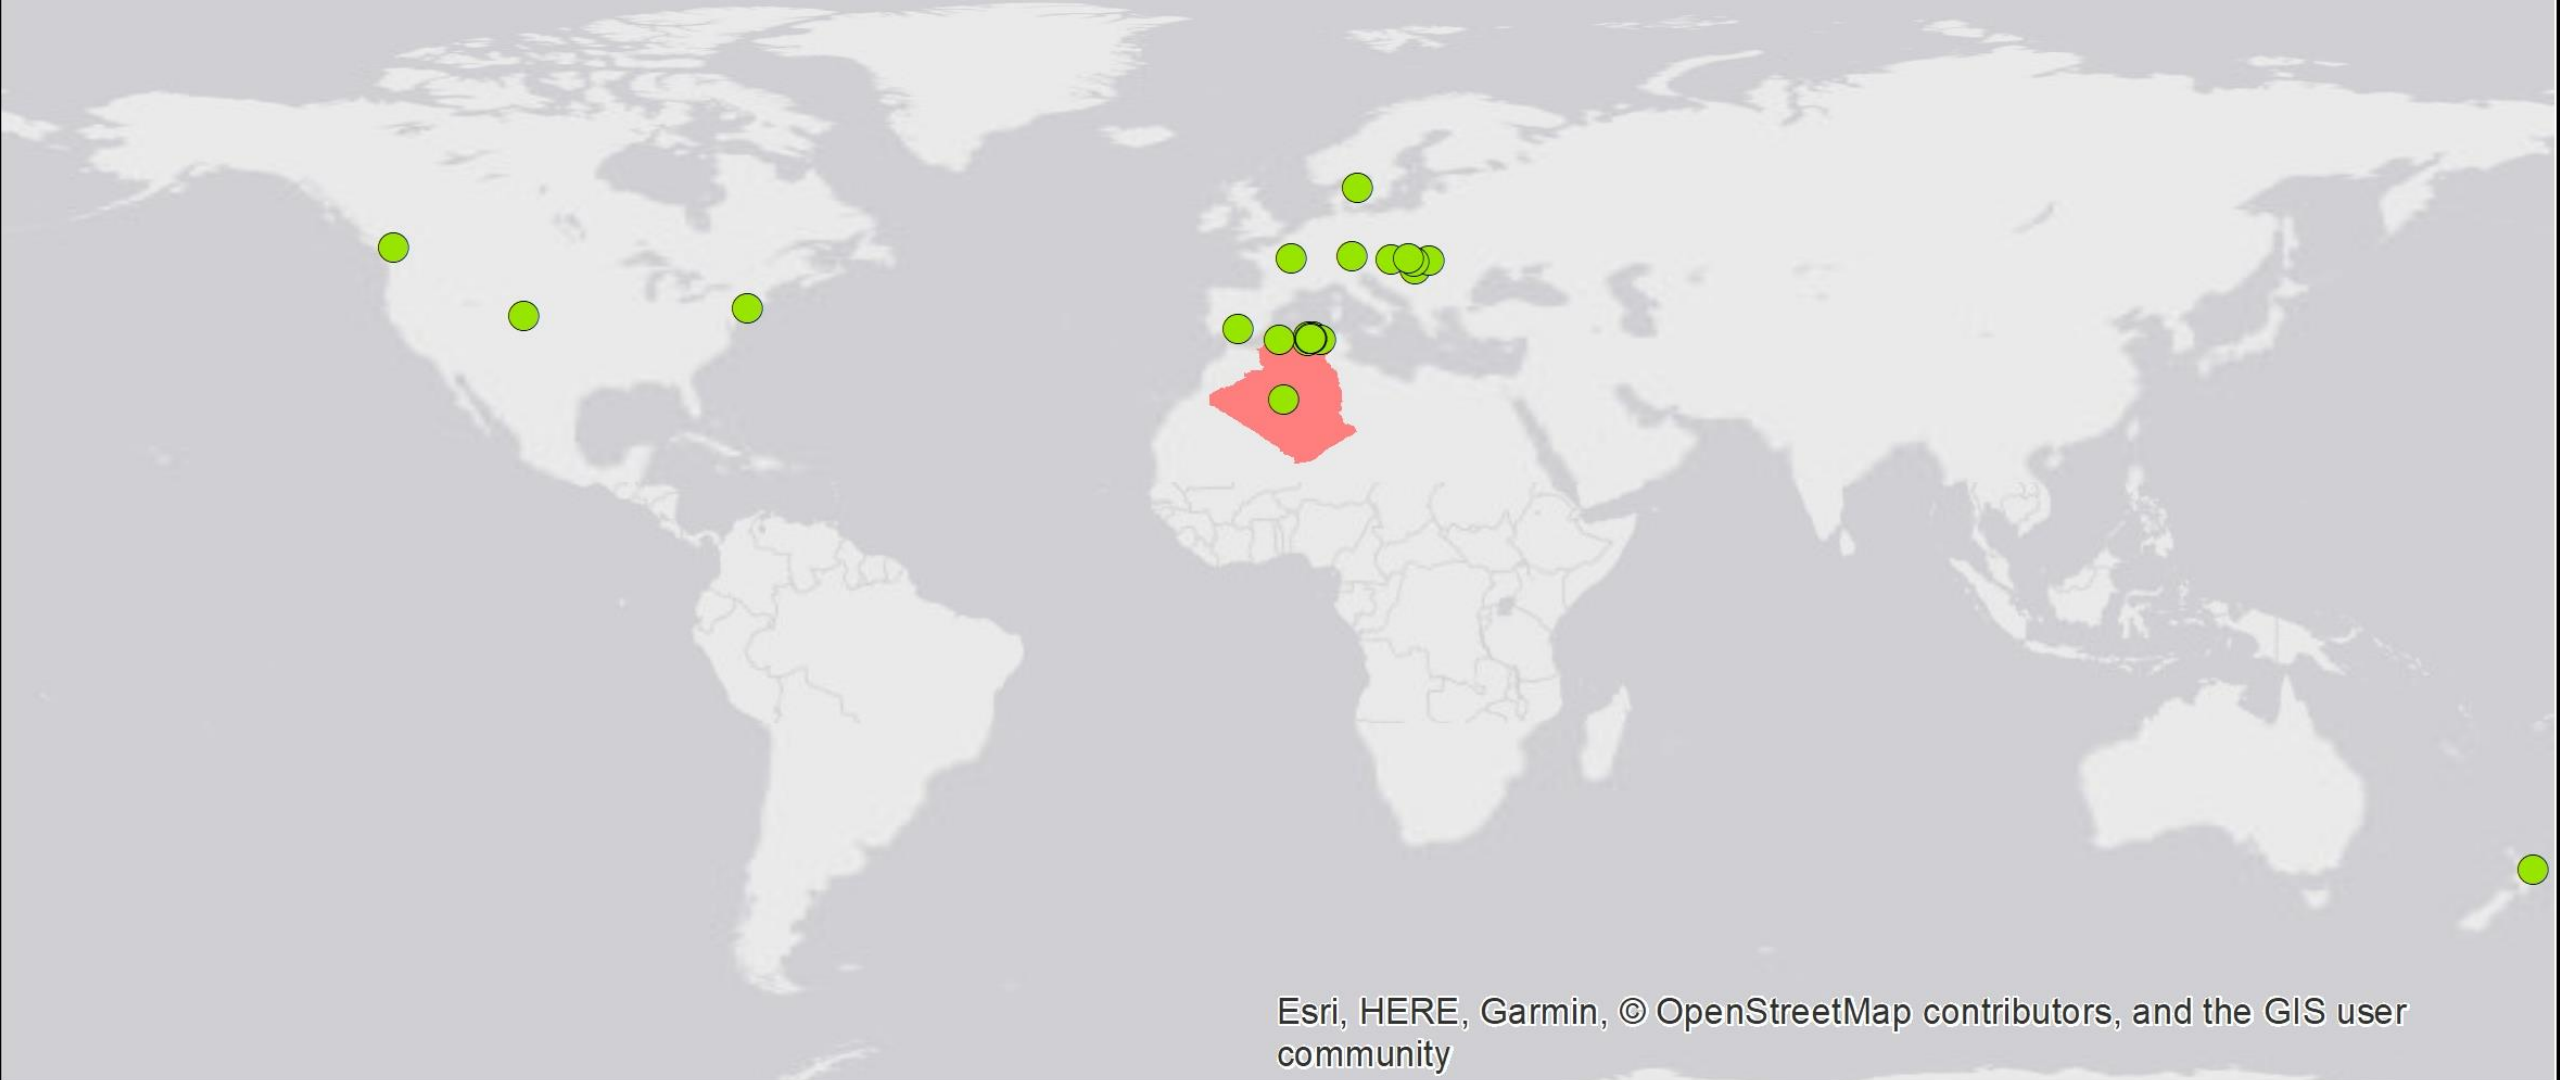 Esri, HERE, Garmin, © OpenStreetMap contributors, and the GIS user
community